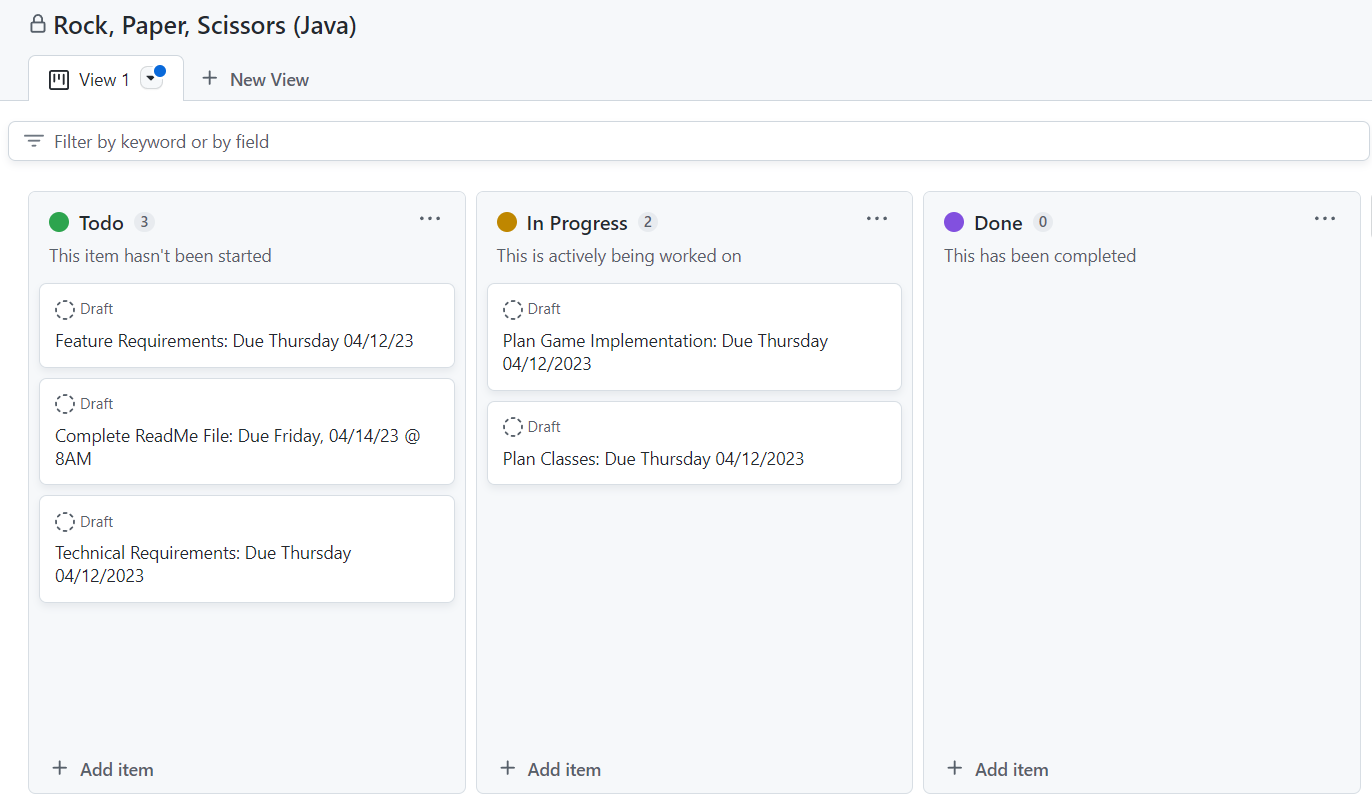 Rock, Paper, Scissors (Java)
View 1
New View
Filter by keyword or by field
Todo 3
This item hasn't been started
Draft
Feature Requirements: Due Thursday 04/12/23
Draft
Complete ReadMe File: Due Friday, 04/14/23 @
8AM
Draft
Technical Requirements: Due Thursday
04/12/2023
Add item
In Progress 2
This is actively being worked on
Draft
Plan Game Implementation: Due Thursday
04/12/2023
Draft
Plan Classes: Due Thursday 04/12/2023
Add item
Done 0
This has been completed
Add item